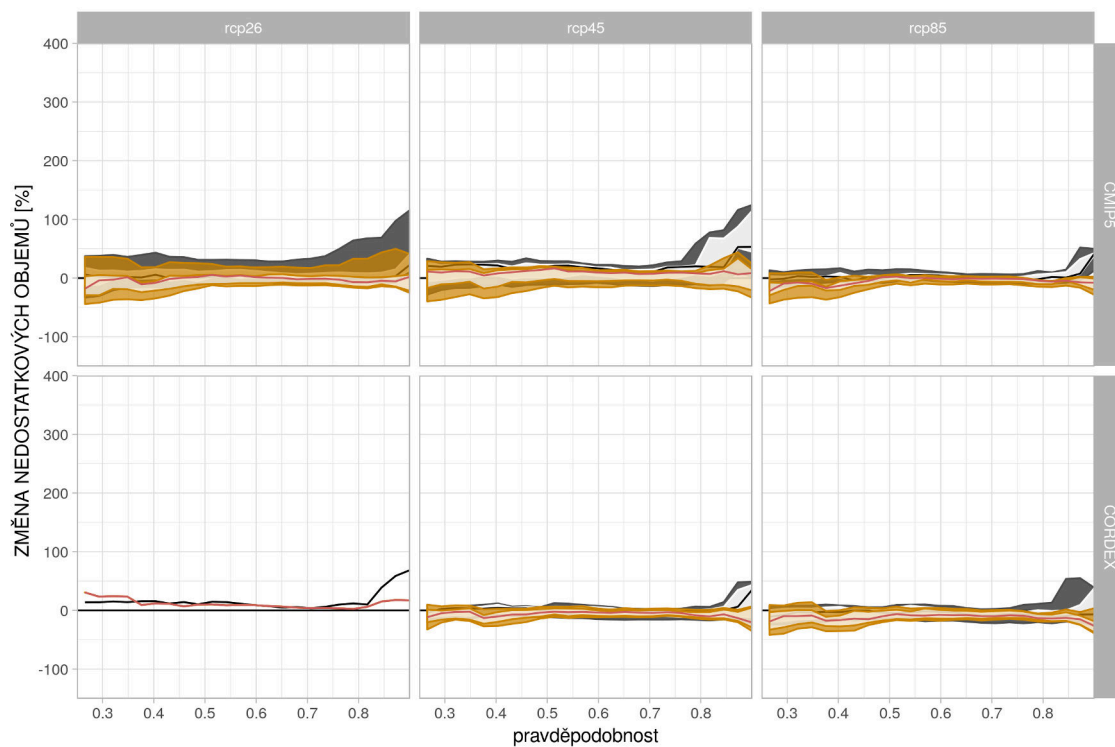 rcp26 rcp45 rcp85
400
300
200
100
0
-100
CMIP5
400
300
200
100
0
-100
CORDEX
ZMĚNA NEDOSTATKOVÝCH OBJEMŮ [%]
0.3 0.4 0.5 0.6 0.7 0.8 0.3 0.4 0.5 0.6 0.7 0.8 0.3 0.4 0.5 0.6 0.7 0.8
pravděpodobnost